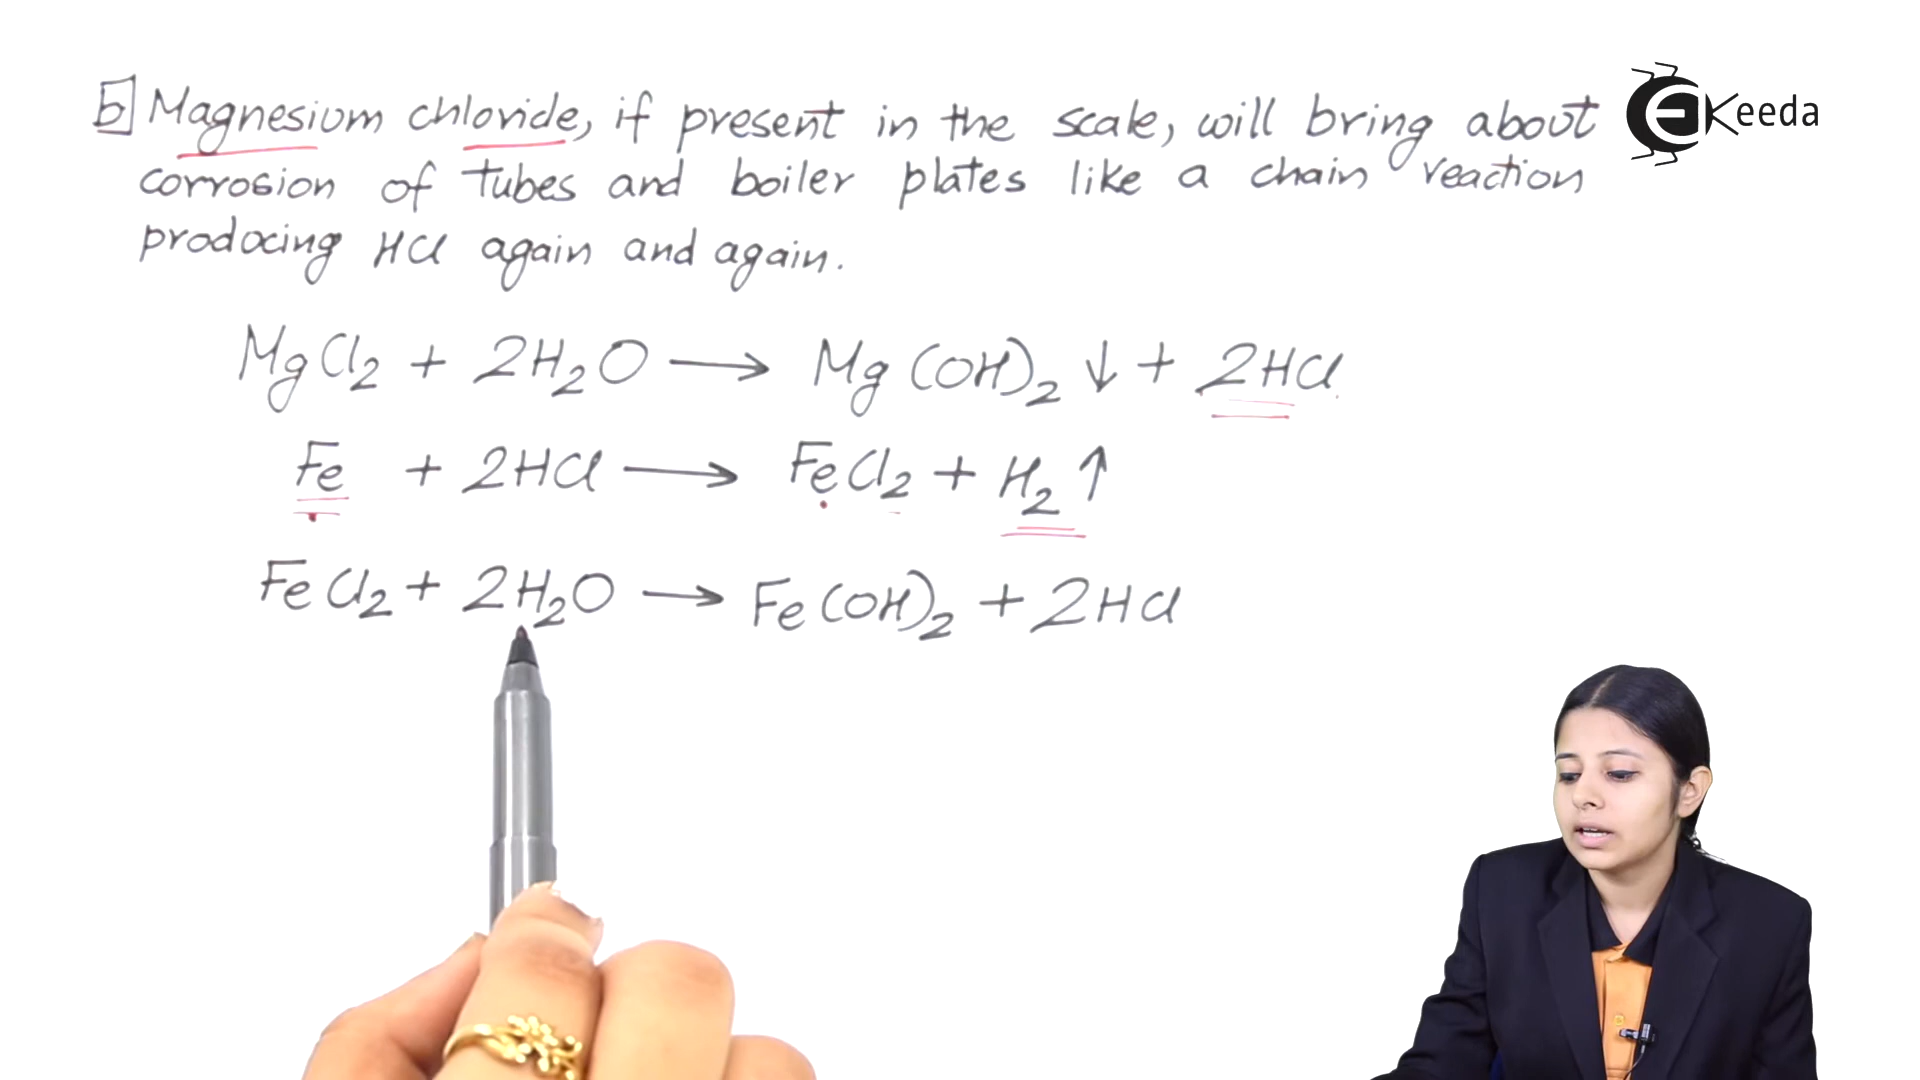 b] Magnesium chloride, if present in the scale, will bring about
corrosion of tubes and boiler plates like a chain reaction
producing HCl again and again.
MgCl₂ + 2H₂O → Mg(OH)₂ ↓ + 2HCl
Fe + 2HCl → FeCl₂ + H₂ ↑
FeCl₂ + 2H₂O → Fe(OH)₂ + 2HCl
EKeeda